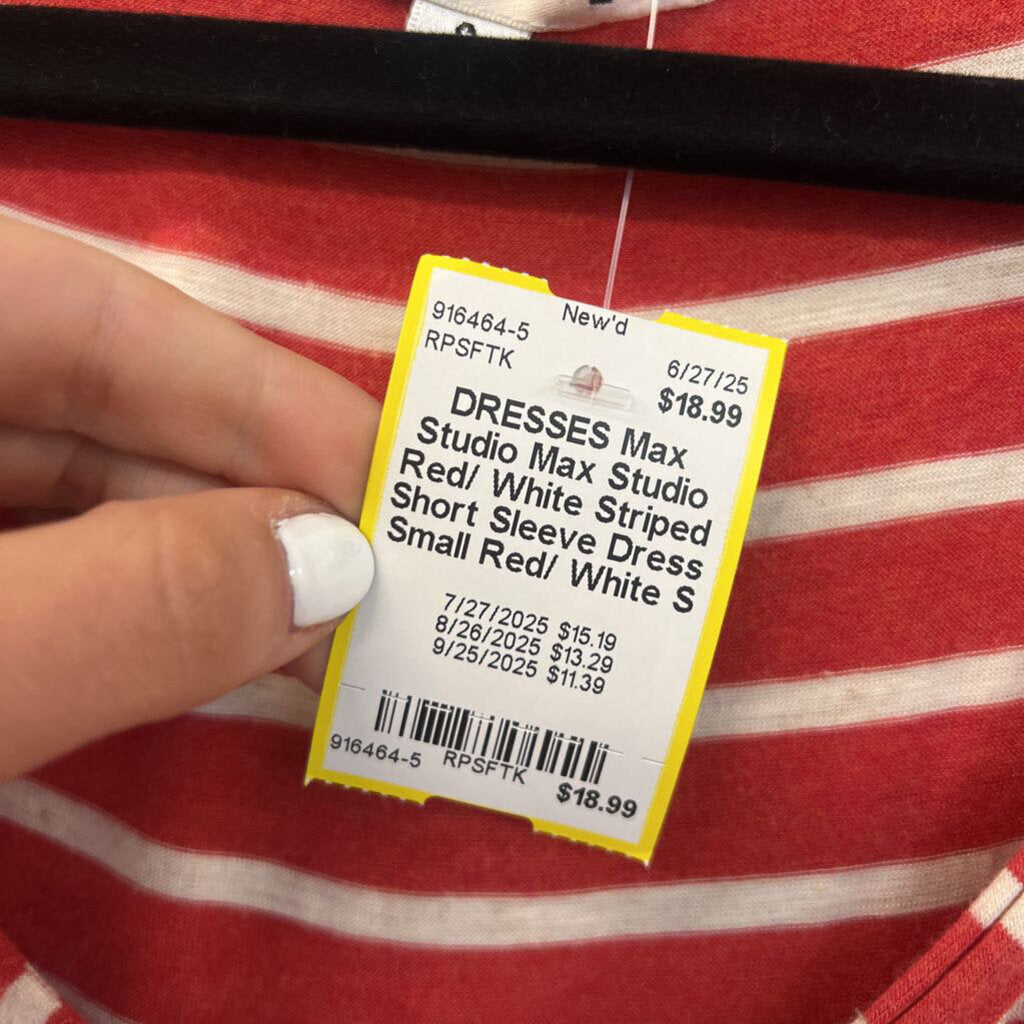 New'd
916464-5
RPSFTK
6/27/25
$18.99
DRESSES Max
Studio Max Studio
Red/ White Striped
Short Sleeve Dress
Small Red/ White S
7/27/2025 $15.19
8/26/2025 $13.29
9/25/2025 $11.39
916464-5 RPSFTK
$18.99